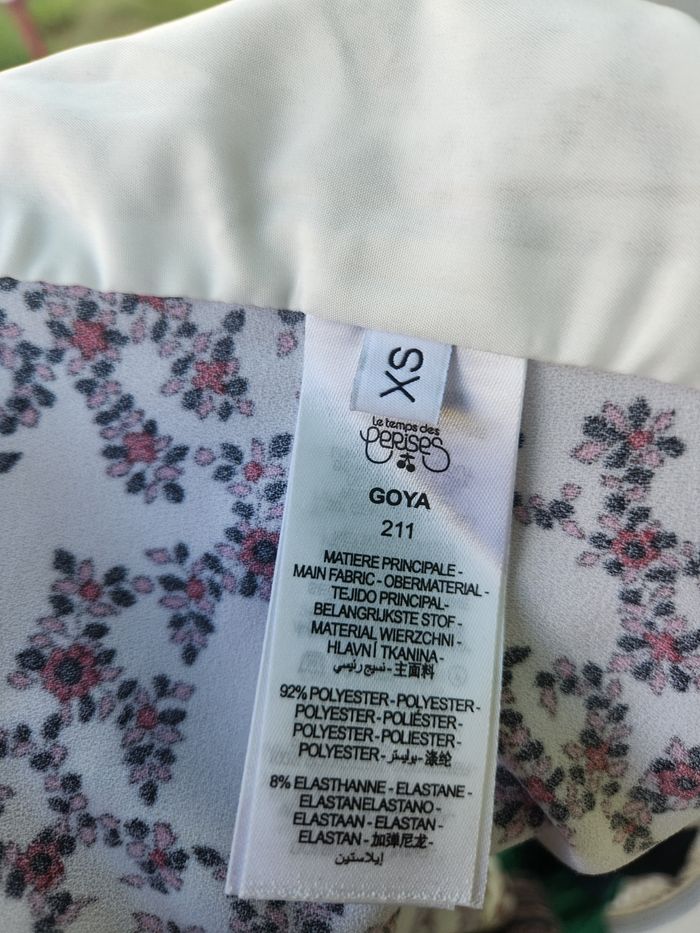 XS
le temps des
cerises
GOYA
211
MATIERE PRINCIPALE -
MAIN FABRIC - OBERMATERIAL -
TEJIDO PRINCIPAL -
BELANGRIJKSTE STOF -
MATERIAL WIERZCHNI -
HLAVNÍ TKANINA -
نسيج رئيسي - 主面料
92% POLYESTER - POLYESTER -
POLYESTER - POLIÉSTER -
POLYESTER - POLIESTER -
POLYESTER - بوليستر - 涤纶
8% ELASTHANNE - ELASTANE -
ELASTANELASTANO -
ELASTAAN - ELASTAN -
ELASTAN - 加弹尼龙 -
إيلاستين